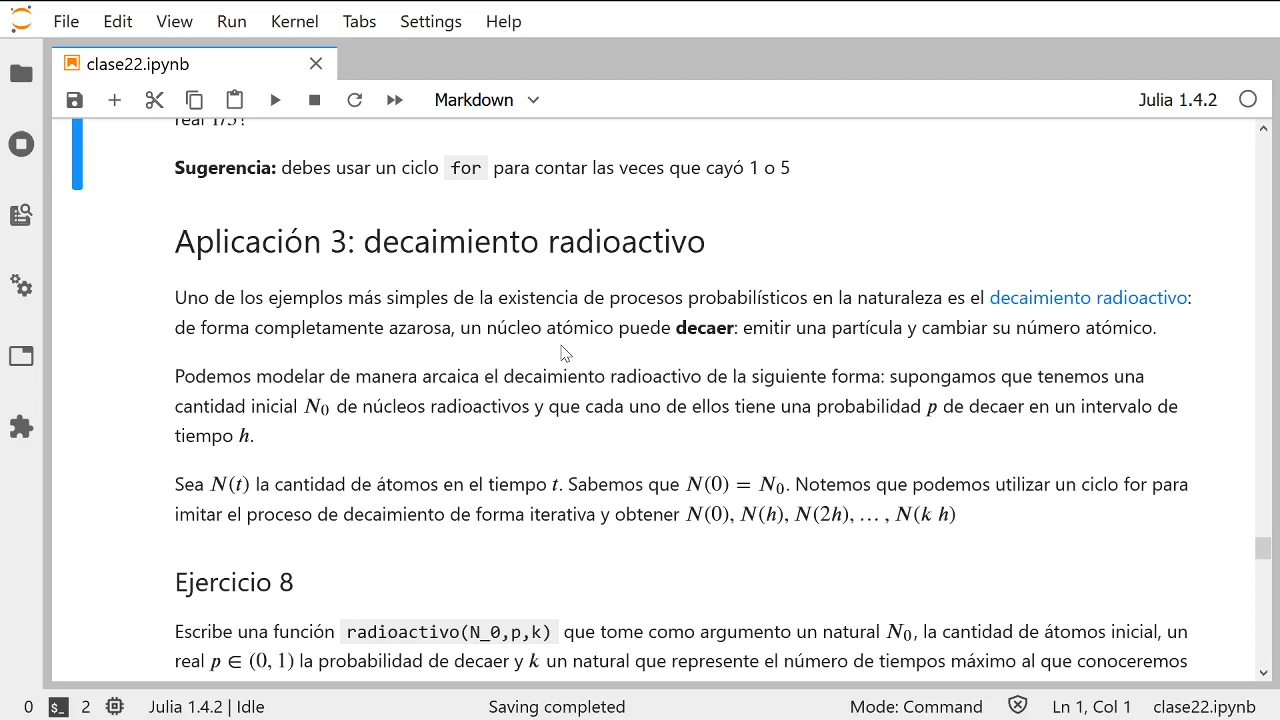 File Edit View Run Kernel Tabs Settings Help
clase22.ipynb
Markdown
Julia 1.4.2
Sugerencia: debes usar un ciclo for para contar las veces que cayó 1 o 5
Aplicación 3: decaimiento radioactivo
Uno de los ejemplos más simples de la existencia de procesos probabilísticos en la naturaleza es el decaimiento radioactivo:
de forma completamente azarosa, un núcleo atómico puede decaer: emitir una partícula y cambiar su número atómico.
Podemos modelar de manera arcaica el decaimiento radioactivo de la siguiente forma: supongamos que tenemos una
cantidad inicial N₀ de núcleos radioactivos y que cada uno de ellos tiene una probabilidad p de decaer en un intervalo de
tiempo h.
Sea N(t) la cantidad de átomos en el tiempo t. Sabemos que N(0) = N₀. Notemos que podemos utilizar un ciclo for para
imitar el proceso de decaimiento de forma iterativa y obtener N(0), N(h), N(2h), … , N(k h)
Ejercicio 8
Escribe una función radioactivo(N_0,p,k) que tome como argumento un natural N₀, la cantidad de átomos inicial, un
real p ∈ (0, 1) la probabilidad de decaer y k un natural que represente el número de tiempos máximo al que conoceremos
0 $_ 2 Julia 1.4.2 | Idle Saving completed Mode: Command Ln 1, Col 1 clase22.ipynb